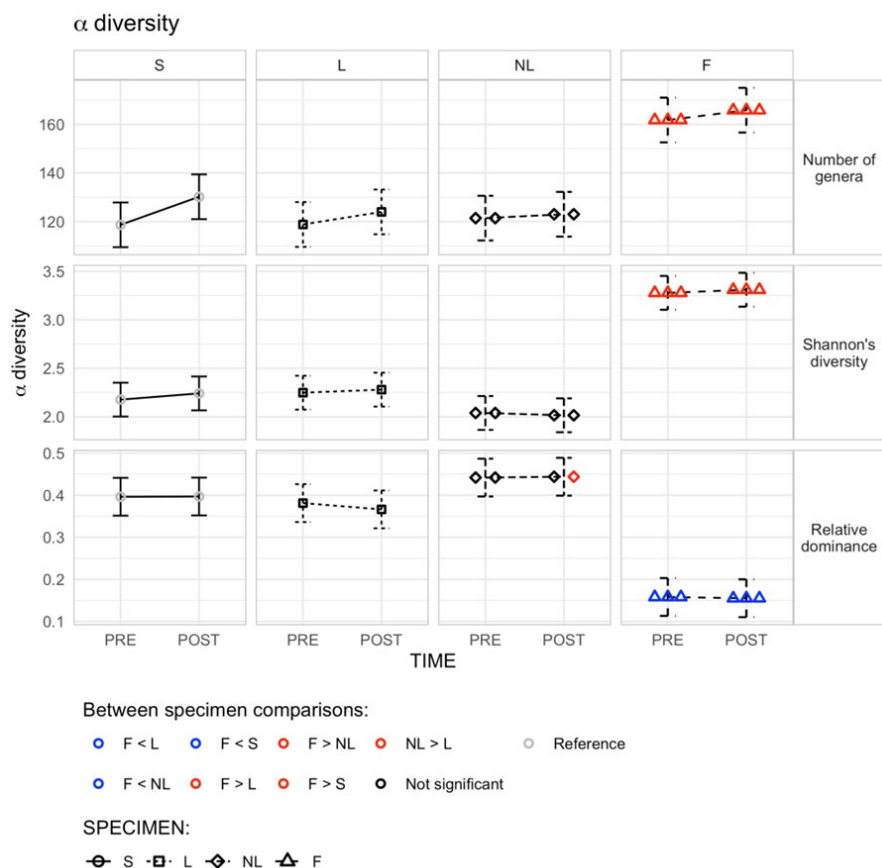 α diversity
S L NL F
160
140
120
Number of
genera
3.5
3.0
2.5
2.0
Shannon's
diversity
0.5
0.4
0.3
0.2
0.1
Relative
dominance
α diversity
PRE POST PRE POST PRE POST PRE POST
TIME
Between specimen comparisons:
F < L F < S F > NL NL > L Reference
F < NL F > L F > S Not significant
SPECIMEN:
S L NL F